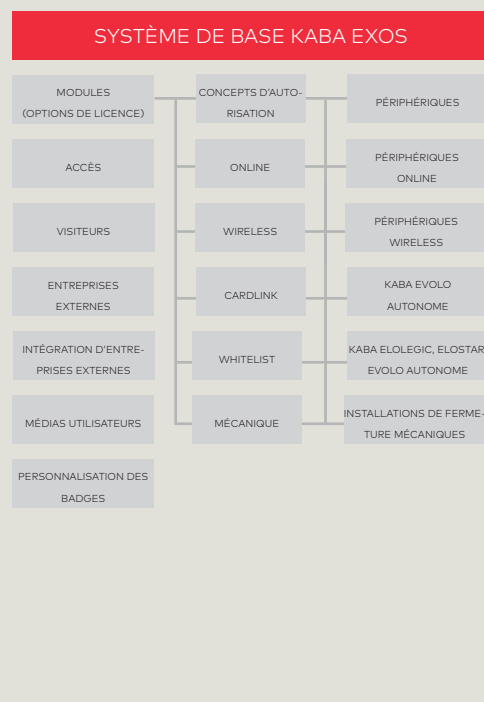 SYSTÈME DE BASE KABA EXOS
MODULES
(OPTIONS DE LICENCE)
ACCÈS
VISITEURS
ENTREPRISES
EXTERNES
INTÉGRATION D'ENTRE-
PRISES EXTERNES
MÉDIAS UTILISATEURS
PERSONNALISATION DES
BADGES
CONCEPTS D'AUTO-
RISATION
ONLINE
WIRELESS
CARDLINK
WHITELIST
MÉCANIQUE
PÉRIPHÉRIQUES
PÉRIPHÉRIQUES
ONLINE
PÉRIPHÉRIQUES
WIRELESS
KABA EVOLO
AUTONOME
KABA ELOLEGIC, ELOSTAR
EVOLO AUTONOME
INSTALLATIONS DE FERME-
TURE MÉCANIQUES